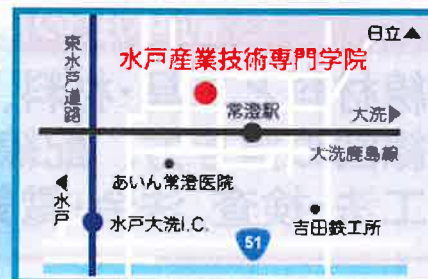 日立▲
東水戸道路
水戸産業技術専門学院
常澄駅
大洗▶
大洗鹿島線
◀水戸
あいん常澄医院
水戸大洗I.C.
51
吉田鉄工所